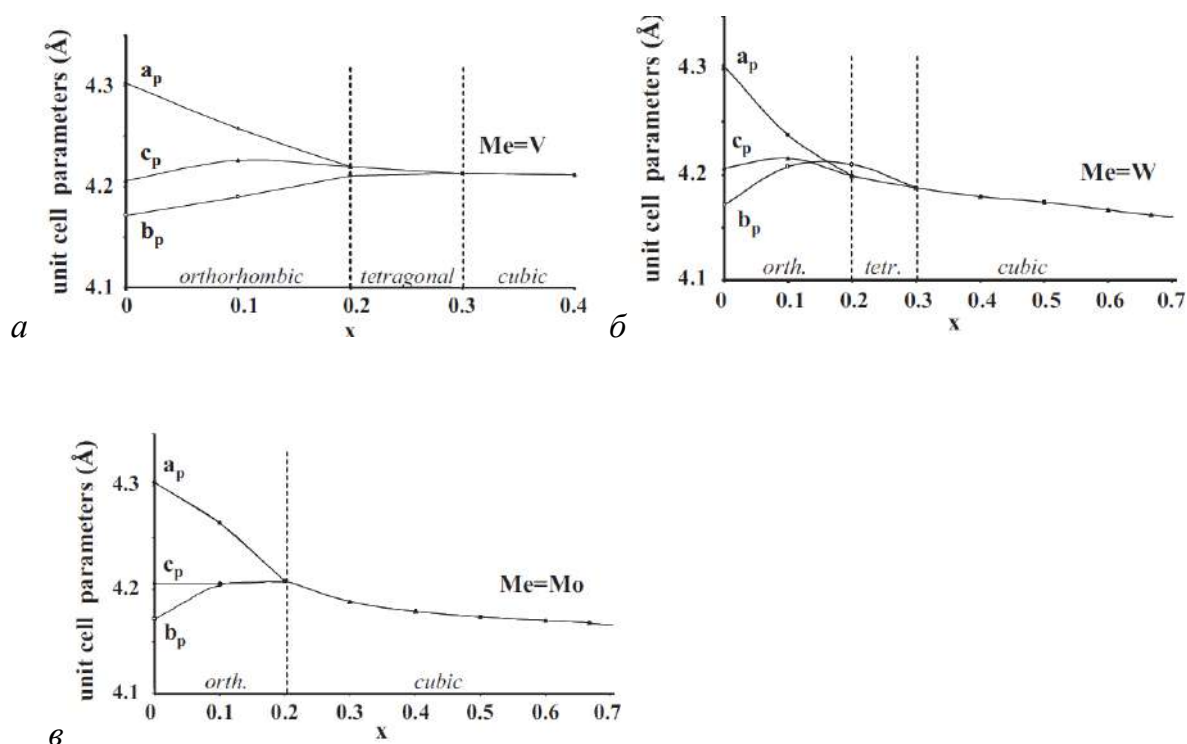 unit cell parameters (Å)
4.3
4.2
4.1
a_p
c_p
b_p
Me=V
orthorhombic
tetragonal
cubic
0 0.1 0.2 0.3 0.4
x
а
unit cell parameters (Å)
4.3
4.2
4.1
a_p
c_p
b_p
Me=W
orth.
tetr.
cubic
0 0.1 0.2 0.3 0.4 0.5 0.6 0.7
x
б
unit cell parameters (Å)
4.3
4.2
4.1
a_p
c_p
b_p
Me=Mo
orth.
cubic
0 0.1 0.2 0.3 0.4 0.5 0.6 0.7
x
в